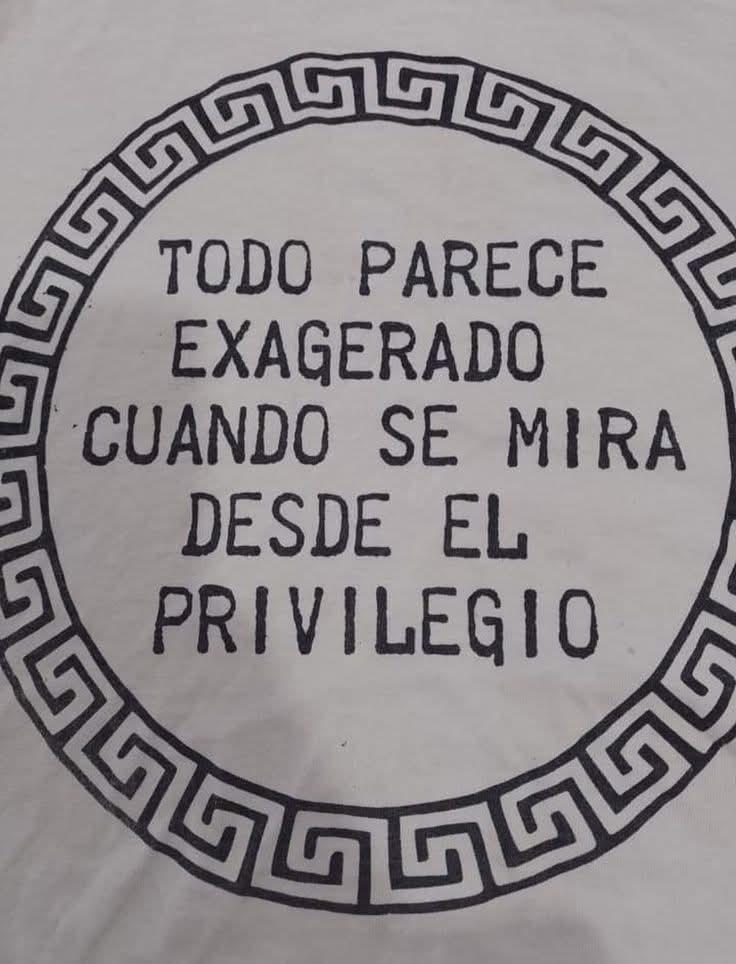 TODO PARECE
EXAGERADO
CUANDO SE MIRA
DESDE EL
PRIVILEGIO